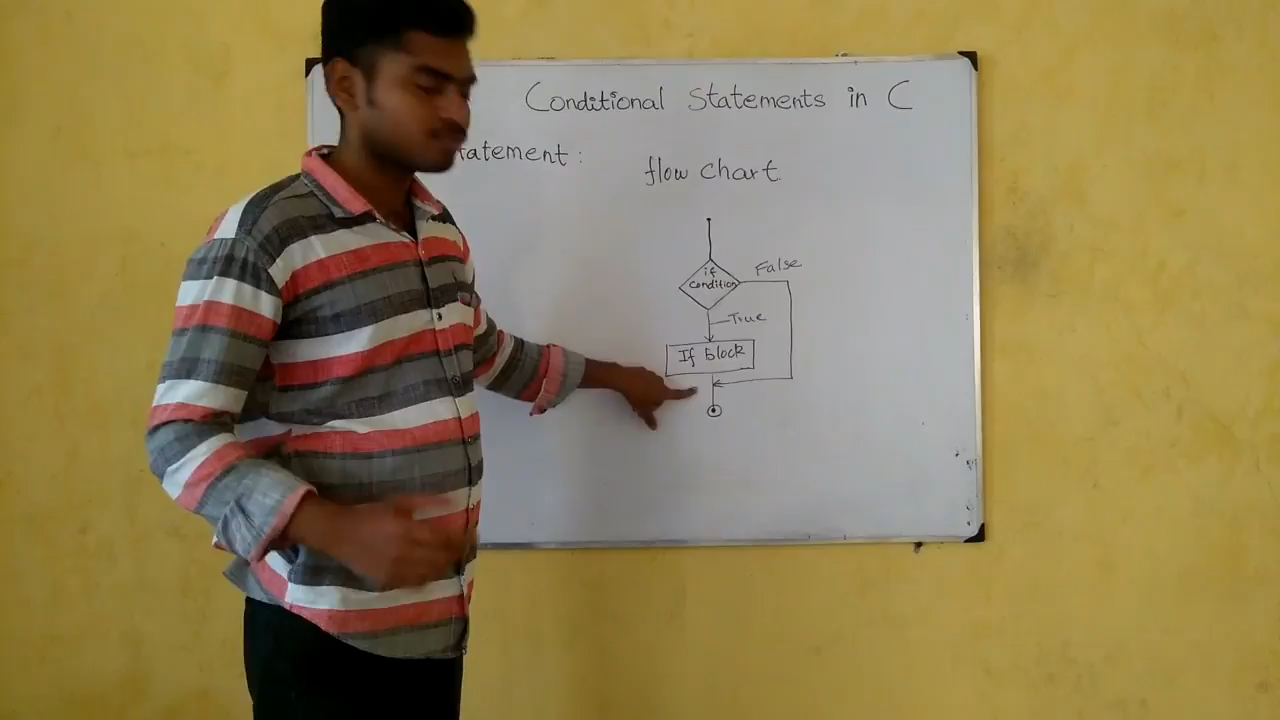 Conditional Statements in C
tatement :
flow chart.
if
condition
False
True
If Block